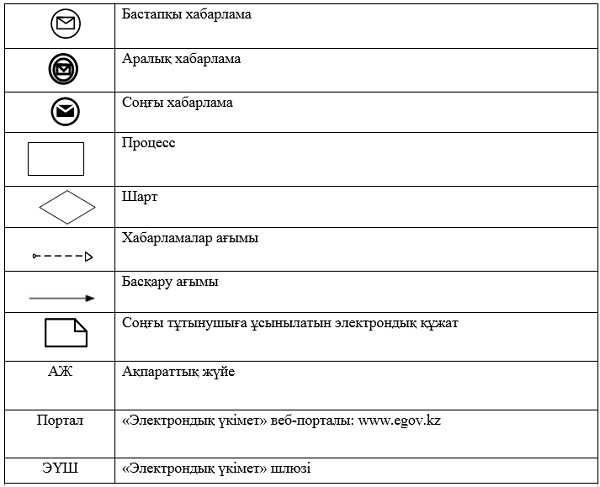 Бастапқы хабарлама
Аралық хабарлама
Соңғы хабарлама
Процесс
Шарт
Хабарламалар ағымы
Басқару ағымы
Соңғы тұтынушыға ұсынылатын электрондық құжат
АЖ Ақпараттық жүйе
Портал «Электрондық үкімет» веб-порталы: www.egov.kz
ЭҮШ «Электрондық үкімет» шлюзі